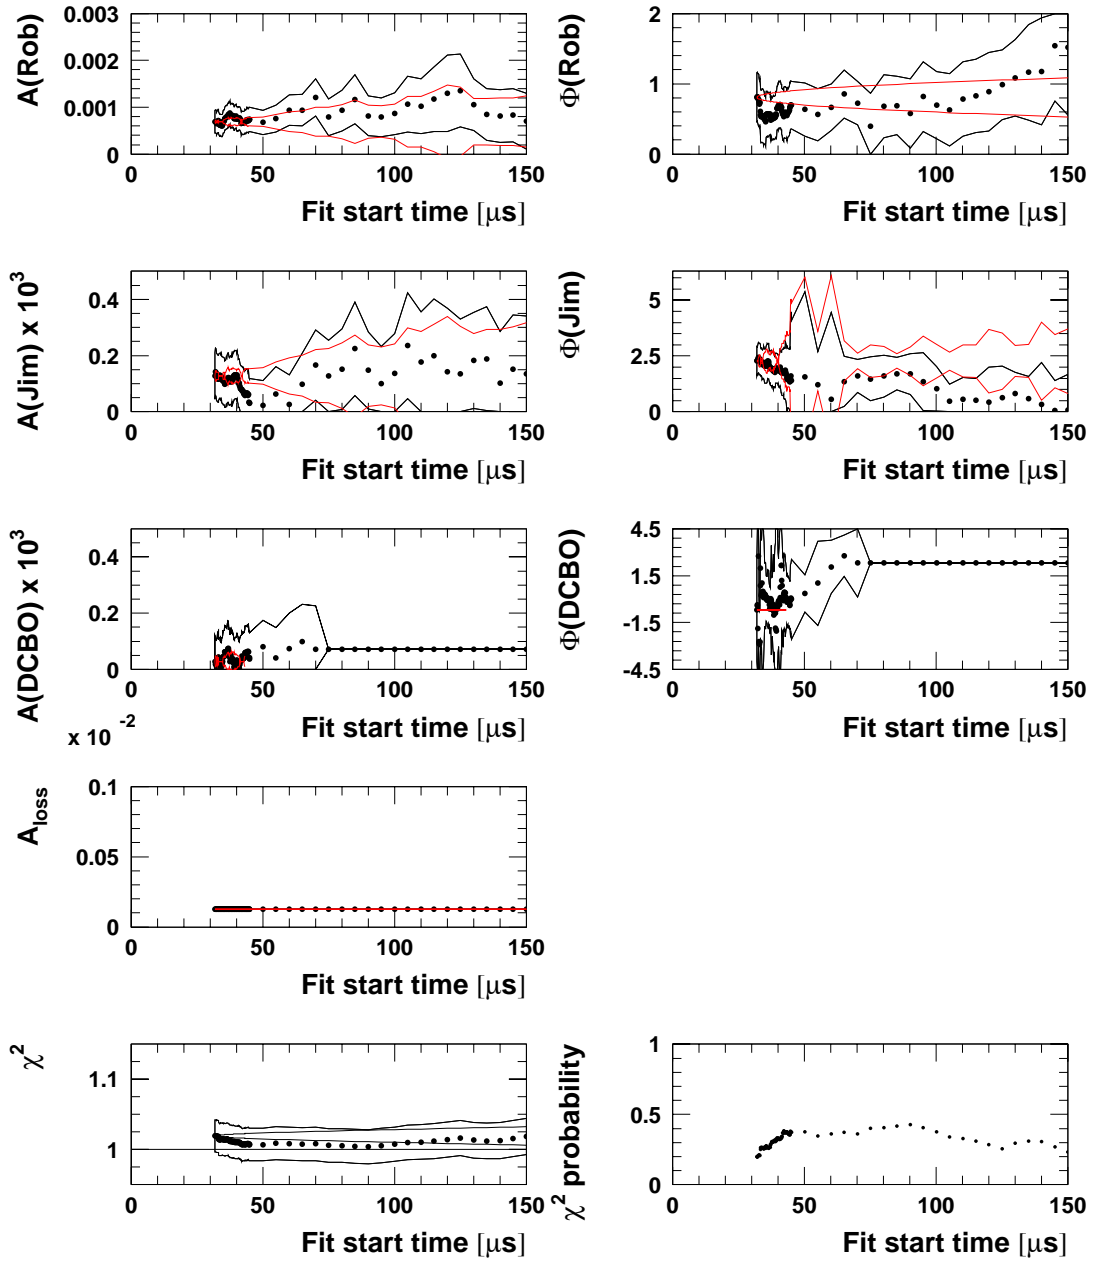 A(Rob)
0.003
0.002
0.001
0
0 50 100 150
Fit start time [μs]
Φ(Rob)
2
1
0
0 50 100 150
Fit start time [μs]
A(Jim) x 10³
0.4
0.2
0
0 50 100 150
Fit start time [μs]
Φ(Jim)
5
2.5
0
0 50 100 150
Fit start time [μs]
A(DCBO) x 10³
0.4
0.2
0
0 50 100 150
Fit start time [μs]
Φ(DCBO)
4.5
1.5
-1.5
-4.5
0 50 100 150
Fit start time [μs]
x 10⁻²
A_loss
0.1
0.05
0
0 50 100 150
Fit start time [μs]
χ²
1.1
1
0 50 100 150
Fit start time [μs]
χ² probability
1
0.5
0
0 50 100 150
Fit start time [μs]